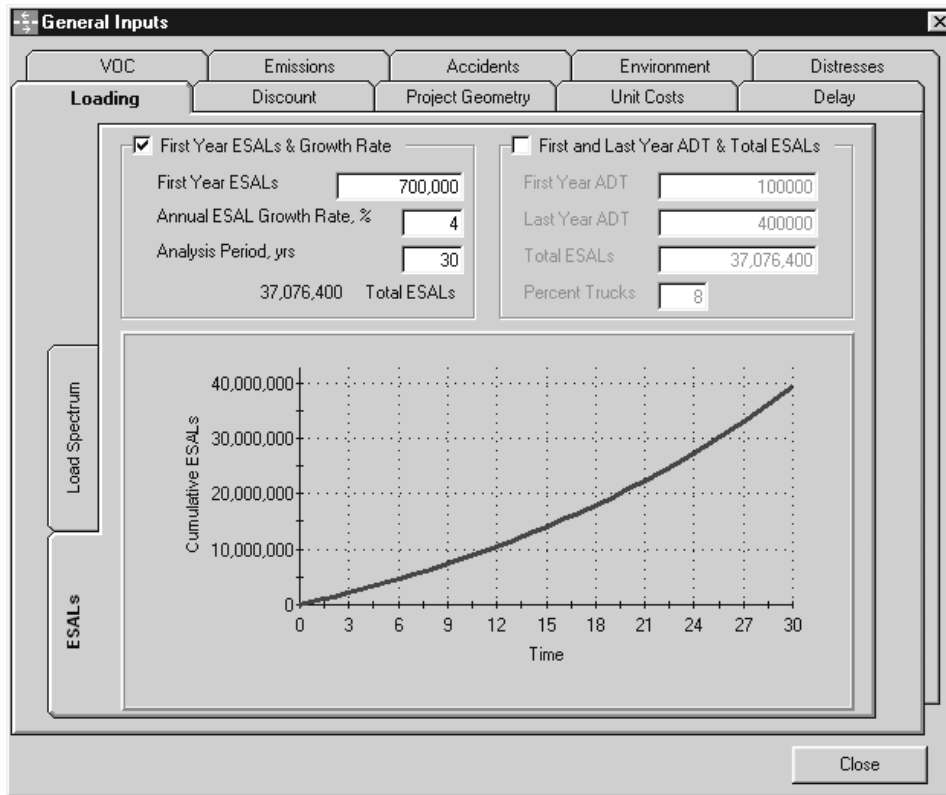 General Inputs
VOC Emissions Accidents Environment Distresses
Loading Discount Project Geometry Unit Costs Delay
First Year ESALs & Growth Rate
First Year ESALs 700,000
Annual ESAL Growth Rate, % 4
Analysis Period, yrs 30
37,076,400 Total ESALs
First and Last Year ADT & Total ESALs
First Year ADT 100000
Last Year ADT 400000
Total ESALs 37,076,400
Percent Trucks 8
Load Spectrum
ESALs
Cumulative ESALs
40,000,000
30,000,000
20,000,000
10,000,000
0
0 3 6 9 12 15 18 21 24 27 30
Time
Close